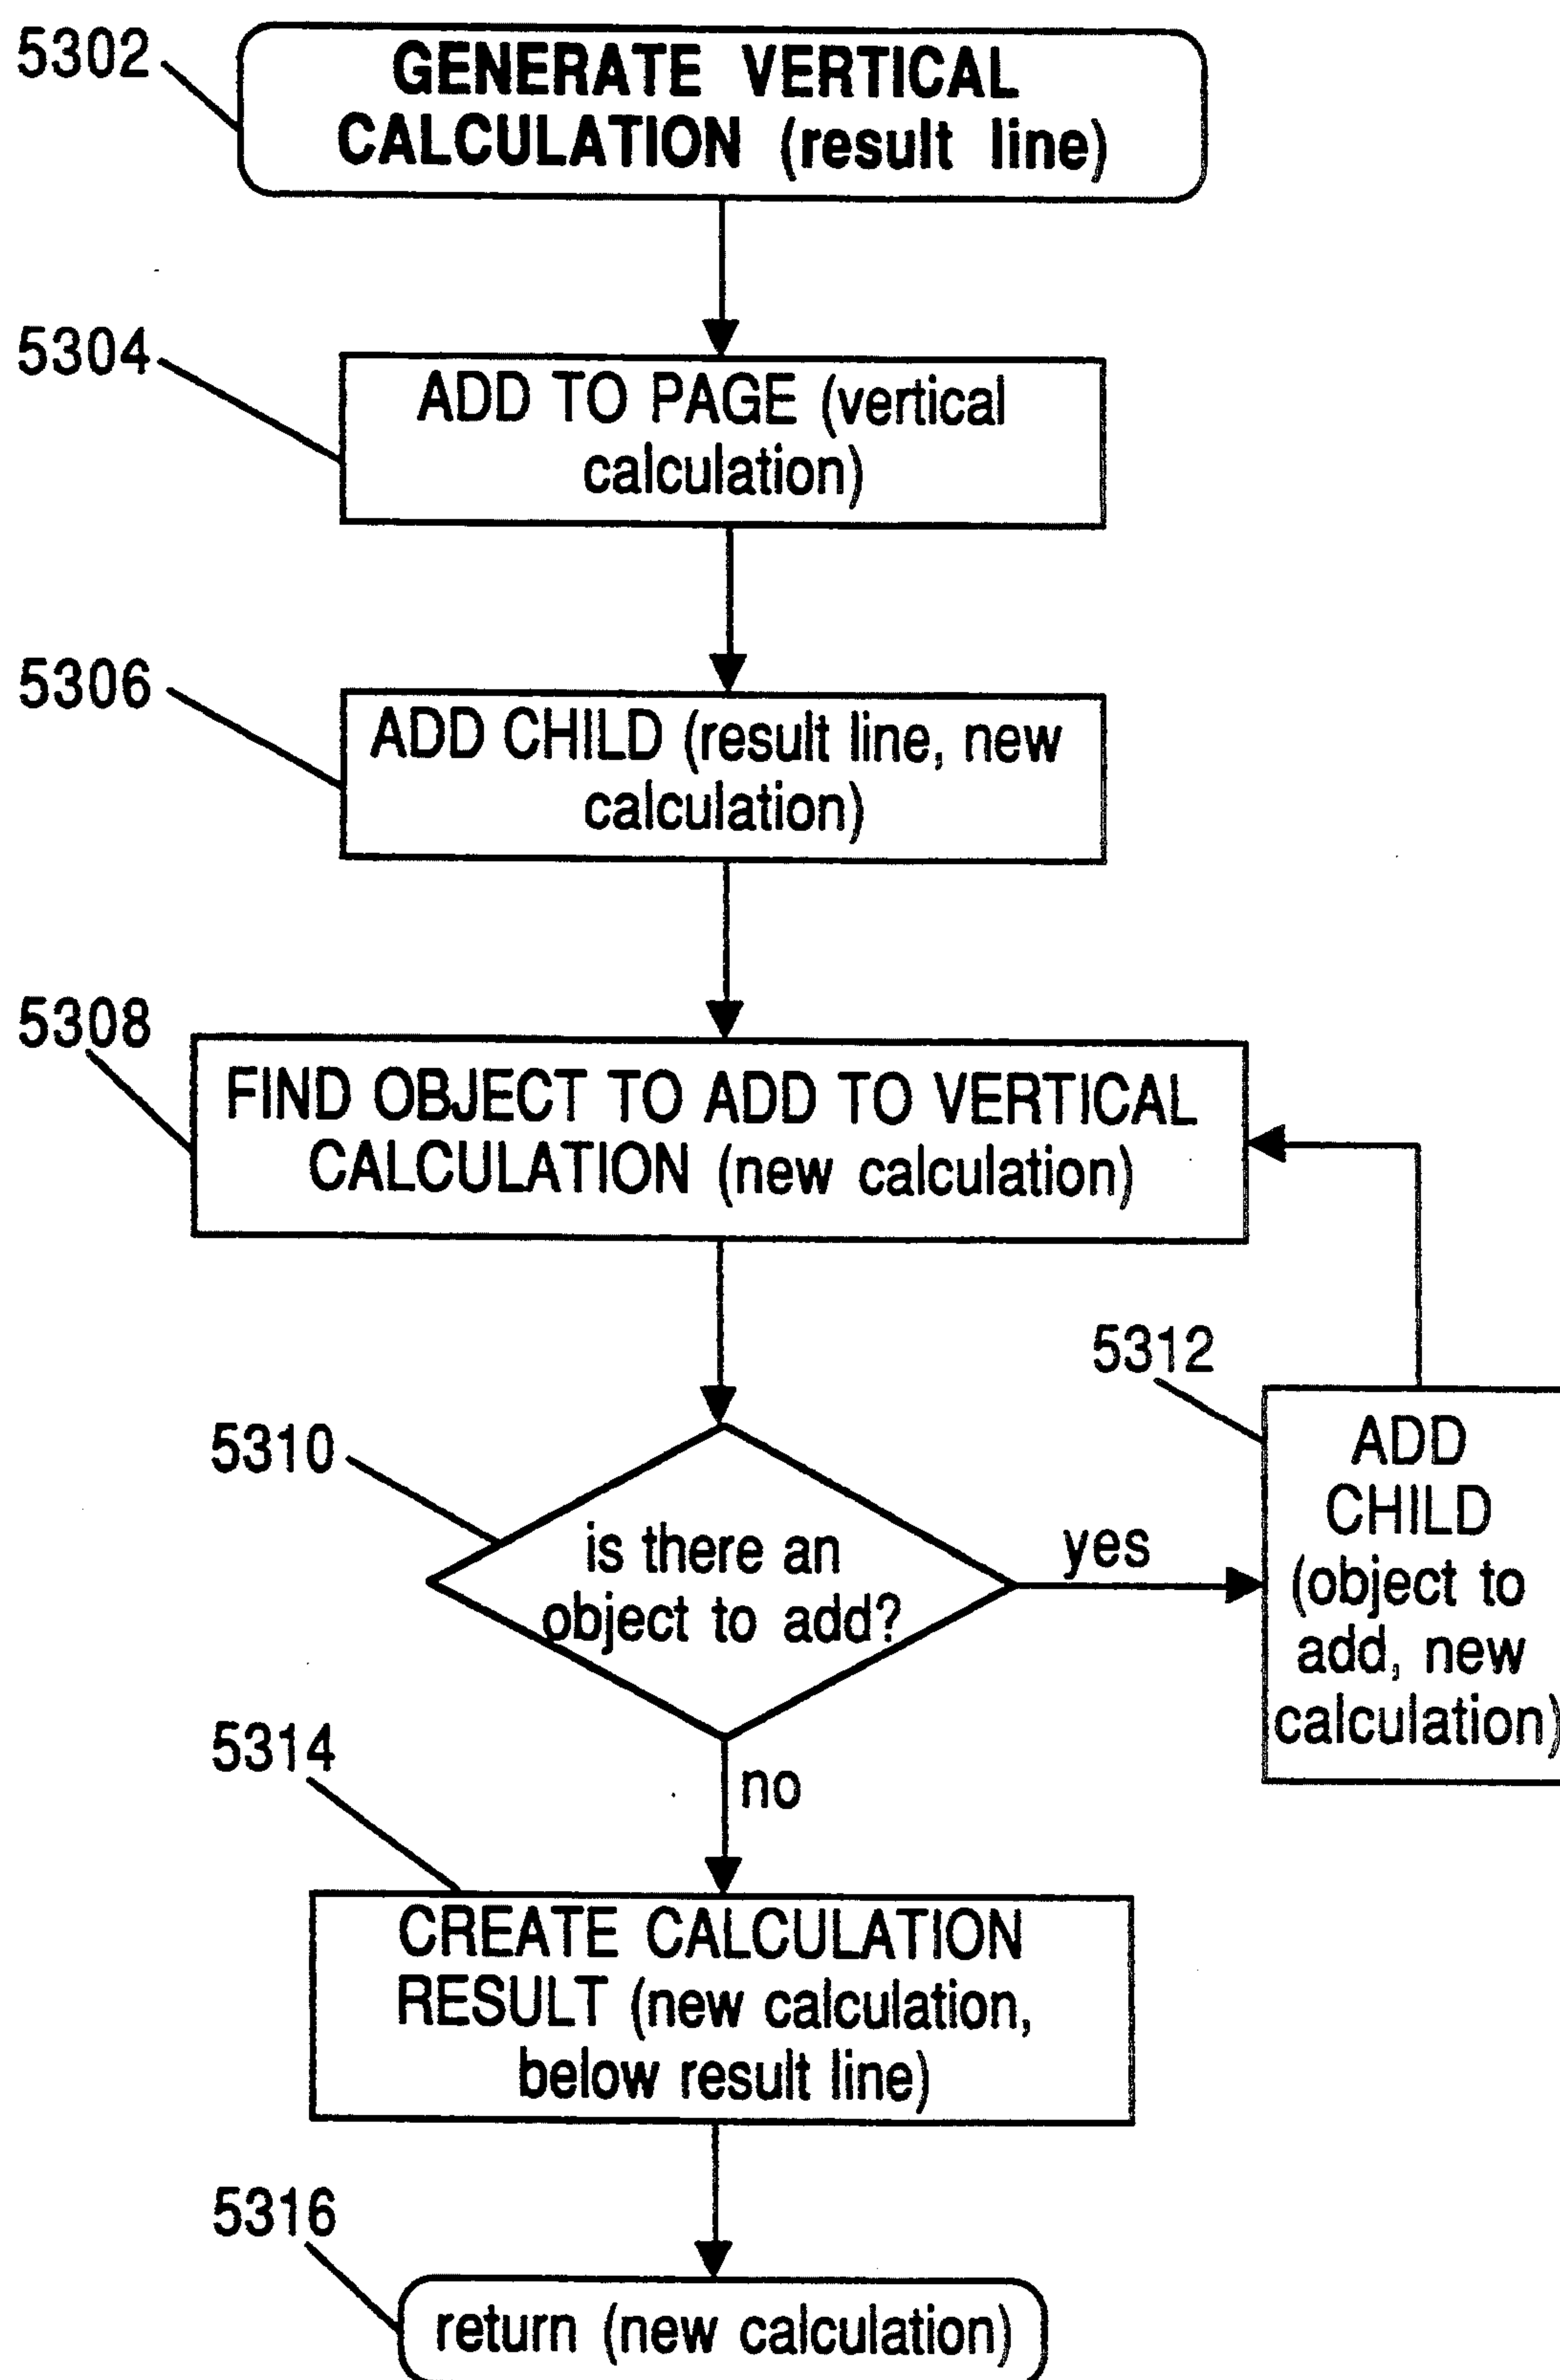 5302
GENERATE VERTICAL
CALCULATION (result line)
5304
ADD TO PAGE (vertical
calculation)
5306
ADD CHILD (result line, new
calculation)
5308
FIND OBJECT TO ADD TO VERTICAL
CALCULATION (new calculation)
5310
is there an
object to add?
yes
5312
ADD
CHILD
(object to
add, new
calculation)
no
5314
CREATE CALCULATION
RESULT (new calculation,
below result line)
5316
return (new calculation)